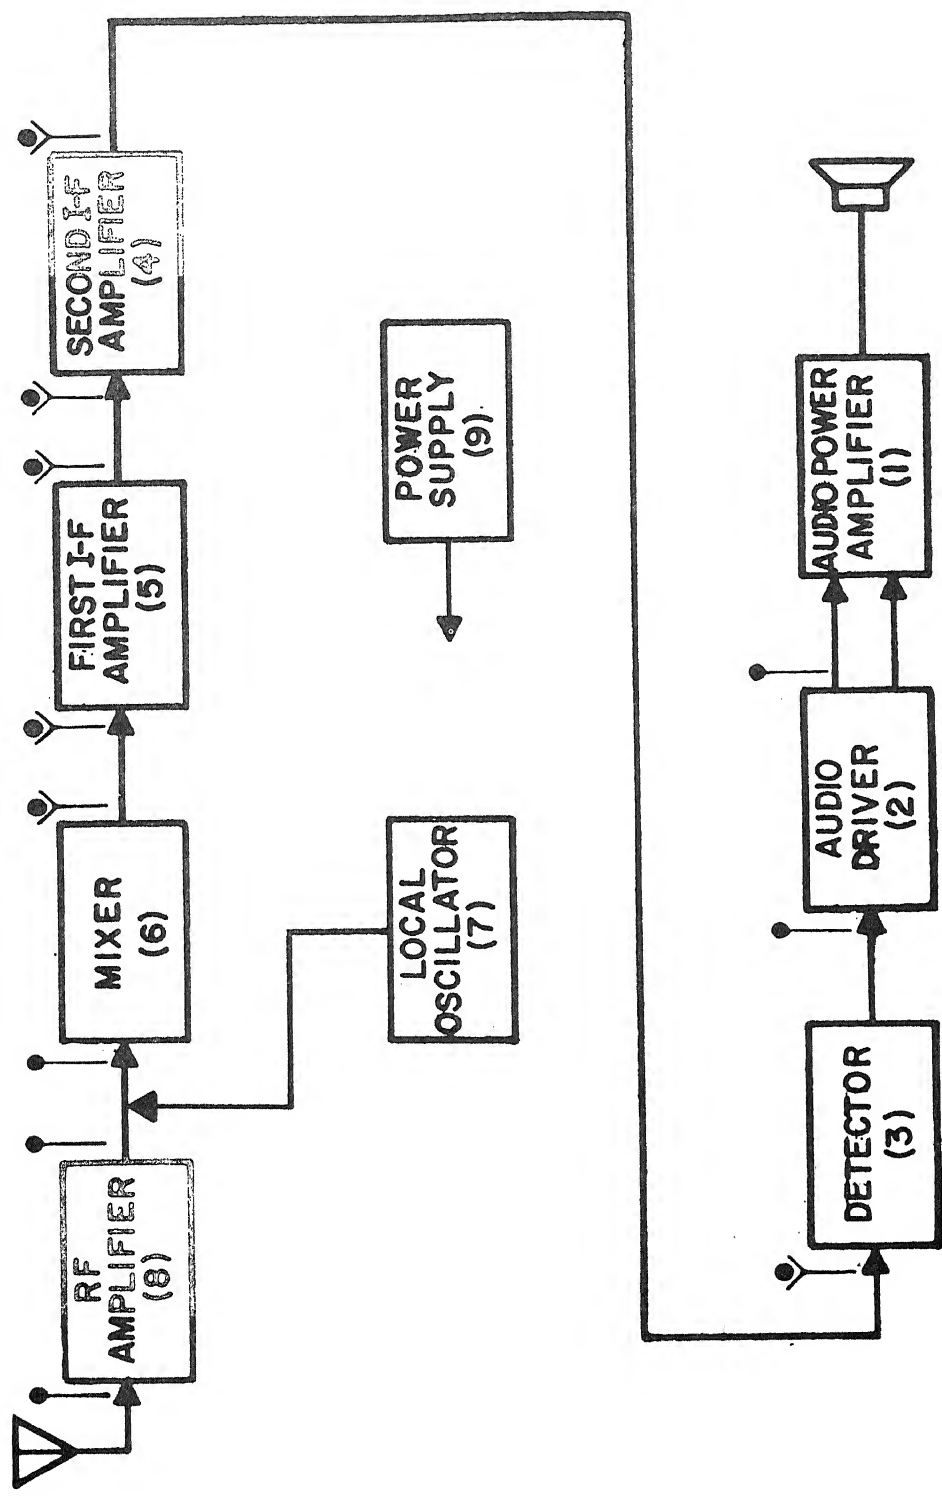 RF
AMPLIFIER
(8)
MIXER
(6)
FIRST I-F
AMPLIFIER
(5)
SECOND I-F
AMPLIFIER
(4)
LOCAL
OSCILLATOR
(7)
POWER
SUPPLY
(9)
DETECTOR
(3)
AUDIO
DRIVER
(2)
AUDIO POWER
AMPLIFIER
(1)